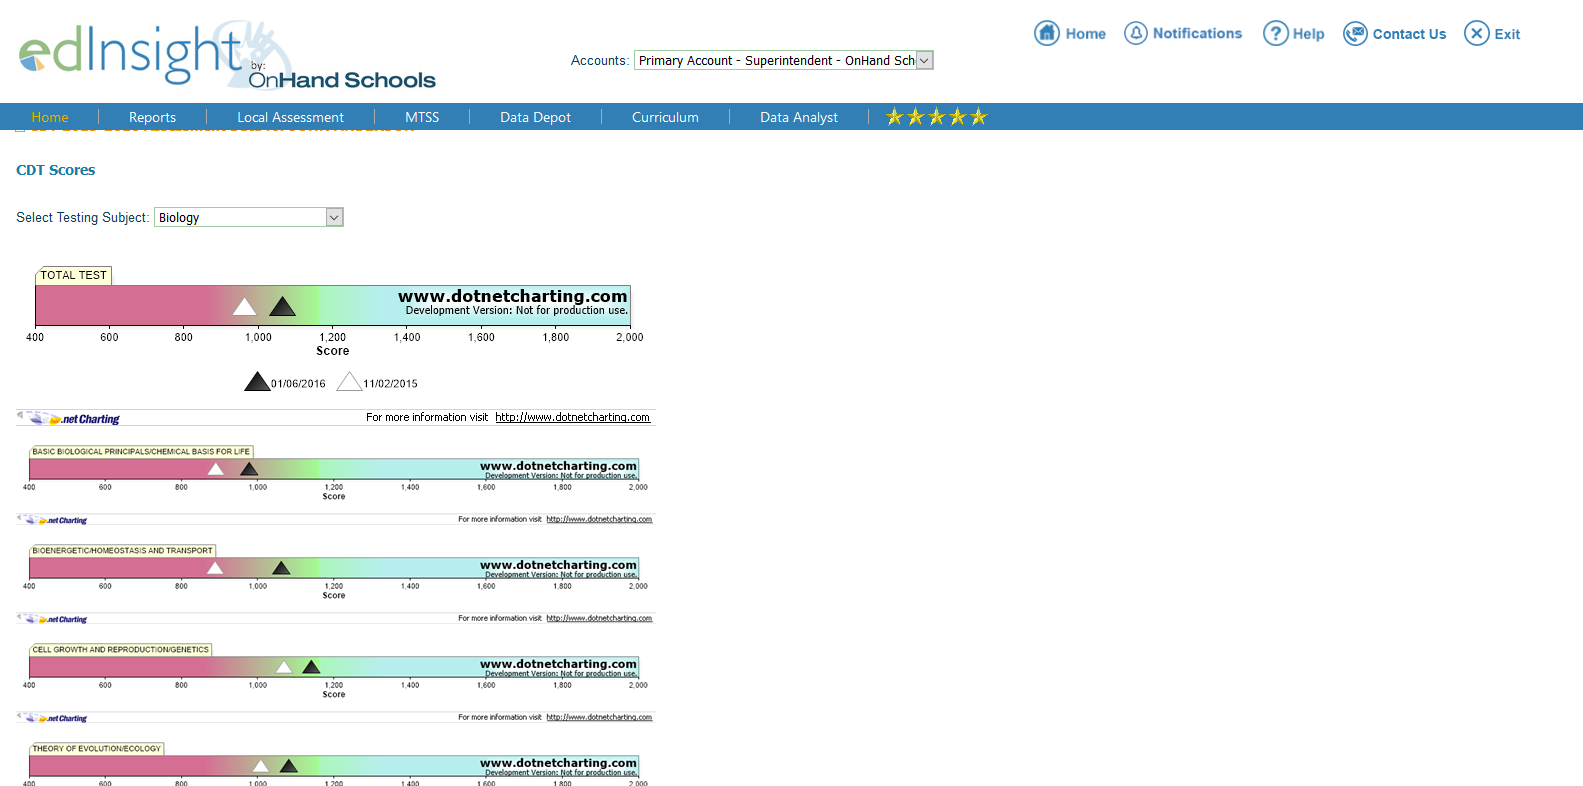 edInsight
by:
OnHand Schools
Accounts: Primary Account - Superintendent - OnHand Sch
Home
Notifications
Help
Contact Us
Exit
Home
Reports
Local Assessment
MTSS
Data Depot
Curriculum
Data Analyst
CDT Scores
Select Testing Subject: Biology
TOTAL TEST
www.dotnetcharting.com
Development Version: Not for production use.
400 600 800 1,000 1,200 1,400 1,600 1,800 2,000
Score
01/06/2016 11/02/2015
.net Charting For more information visit http://www.dotnetcharting.com
BASIC BIOLOGICAL PRINCIPALS/CHEMICAL BASIS FOR LIFE
www.dotnetcharting.com
Development Version: Not for production use.
400 600 800 1,000 1,200 1,400 1,600 1,800 2,000
Score
.net Charting For more information visit http://www.dotnetcharting.com
BIOENERGETIC/HOMEOSTASIS AND TRANSPORT
www.dotnetcharting.com
Development Version: Not for production use.
400 600 800 1,000 1,200 1,400 1,600 1,800 2,000
Score
.net Charting For more information visit http://www.dotnetcharting.com
CELL GROWTH AND REPRODUCTION/GENETICS
www.dotnetcharting.com
Development Version: Not for production use.
400 600 800 1,000 1,200 1,400 1,600 1,800 2,000
Score
.net Charting For more information visit http://www.dotnetcharting.com
THEORY OF EVOLUTION/ECOLOGY
www.dotnetcharting.com
Development Version: Not for production use.
400 600 800 1,000 1,200 1,400 1,600 1,800 2,000